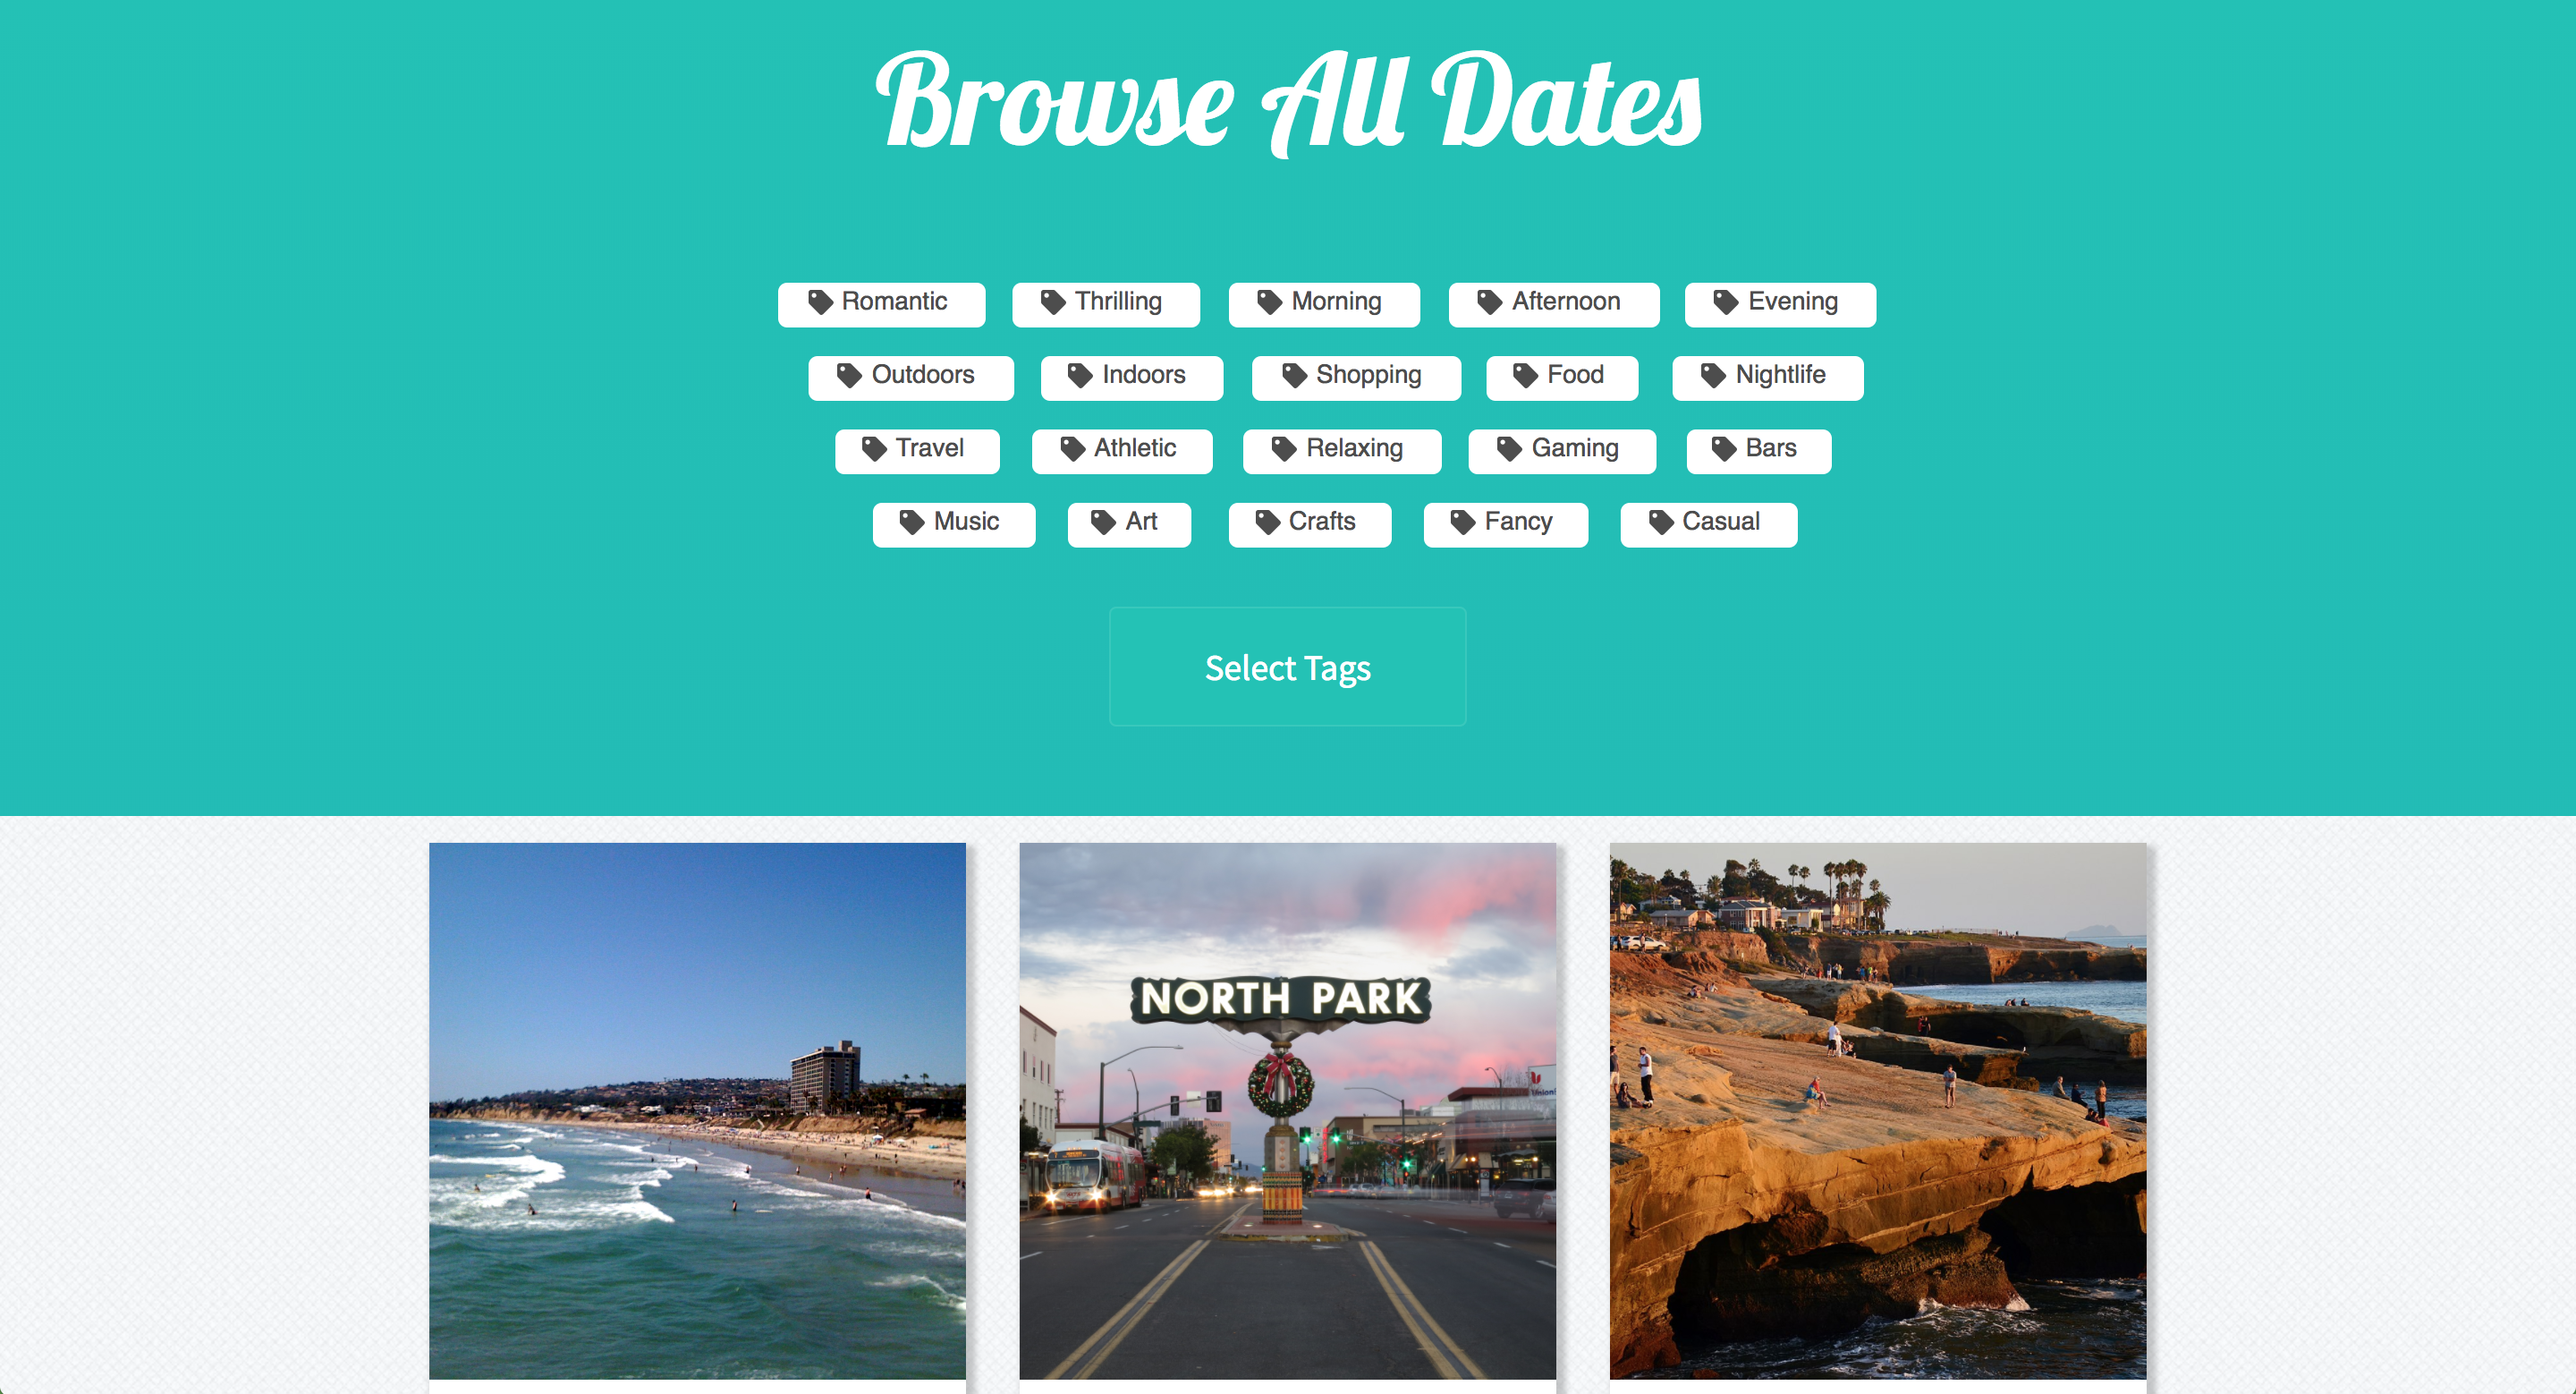 Browse All Dates
Romantic Thrilling Morning Afternoon Evening
Outdoors Indoors Shopping Food Nightlife
Travel Athletic Relaxing Gaming Bars
Music Art Crafts Fancy Casual
Select Tags
NORTH PARK